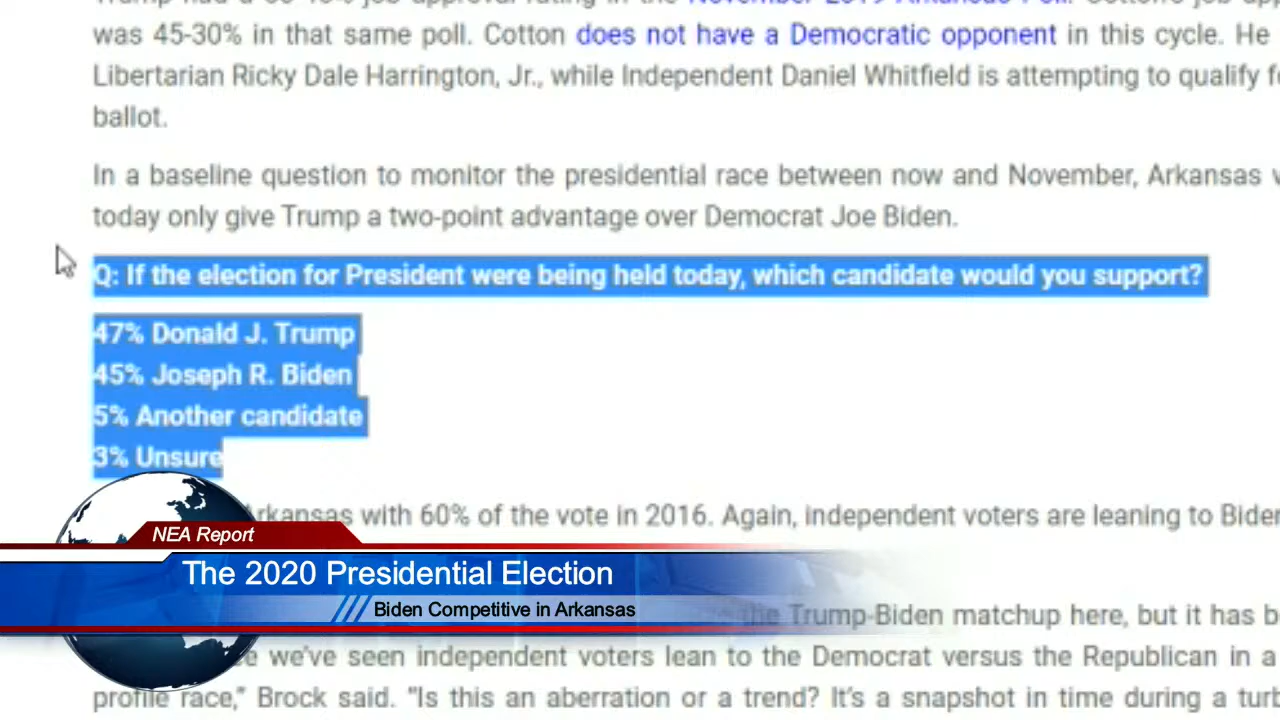 was 45-30% in that same poll. Cotton does not have a Democratic opponent in this cycle. He
Libertarian Ricky Dale Harrington, Jr., while Independent Daniel Whitfield is attempting to qualify
ballot.
In a baseline question to monitor the presidential race between now and November, Arkansas
today only give Trump a two-point advantage over Democrat Joe Biden.
Q: If the election for President were being held today, which candidate would you support?
47% Donald J. Trump
45% Joseph R. Biden
5% Another candidate
3% Unsure
Arkansas with 60% of the vote in 2016. Again, independent voters are leaning to Biden
NEA Report
The 2020 Presidential Election
Biden Competitive in Arkansas
the Trump-Biden matchup here, but it has
we've seen independent voters lean to the Democrat versus the Republican in a
profile race," Brock said. "Is this an aberration or a trend? It's a snapshot in time during a